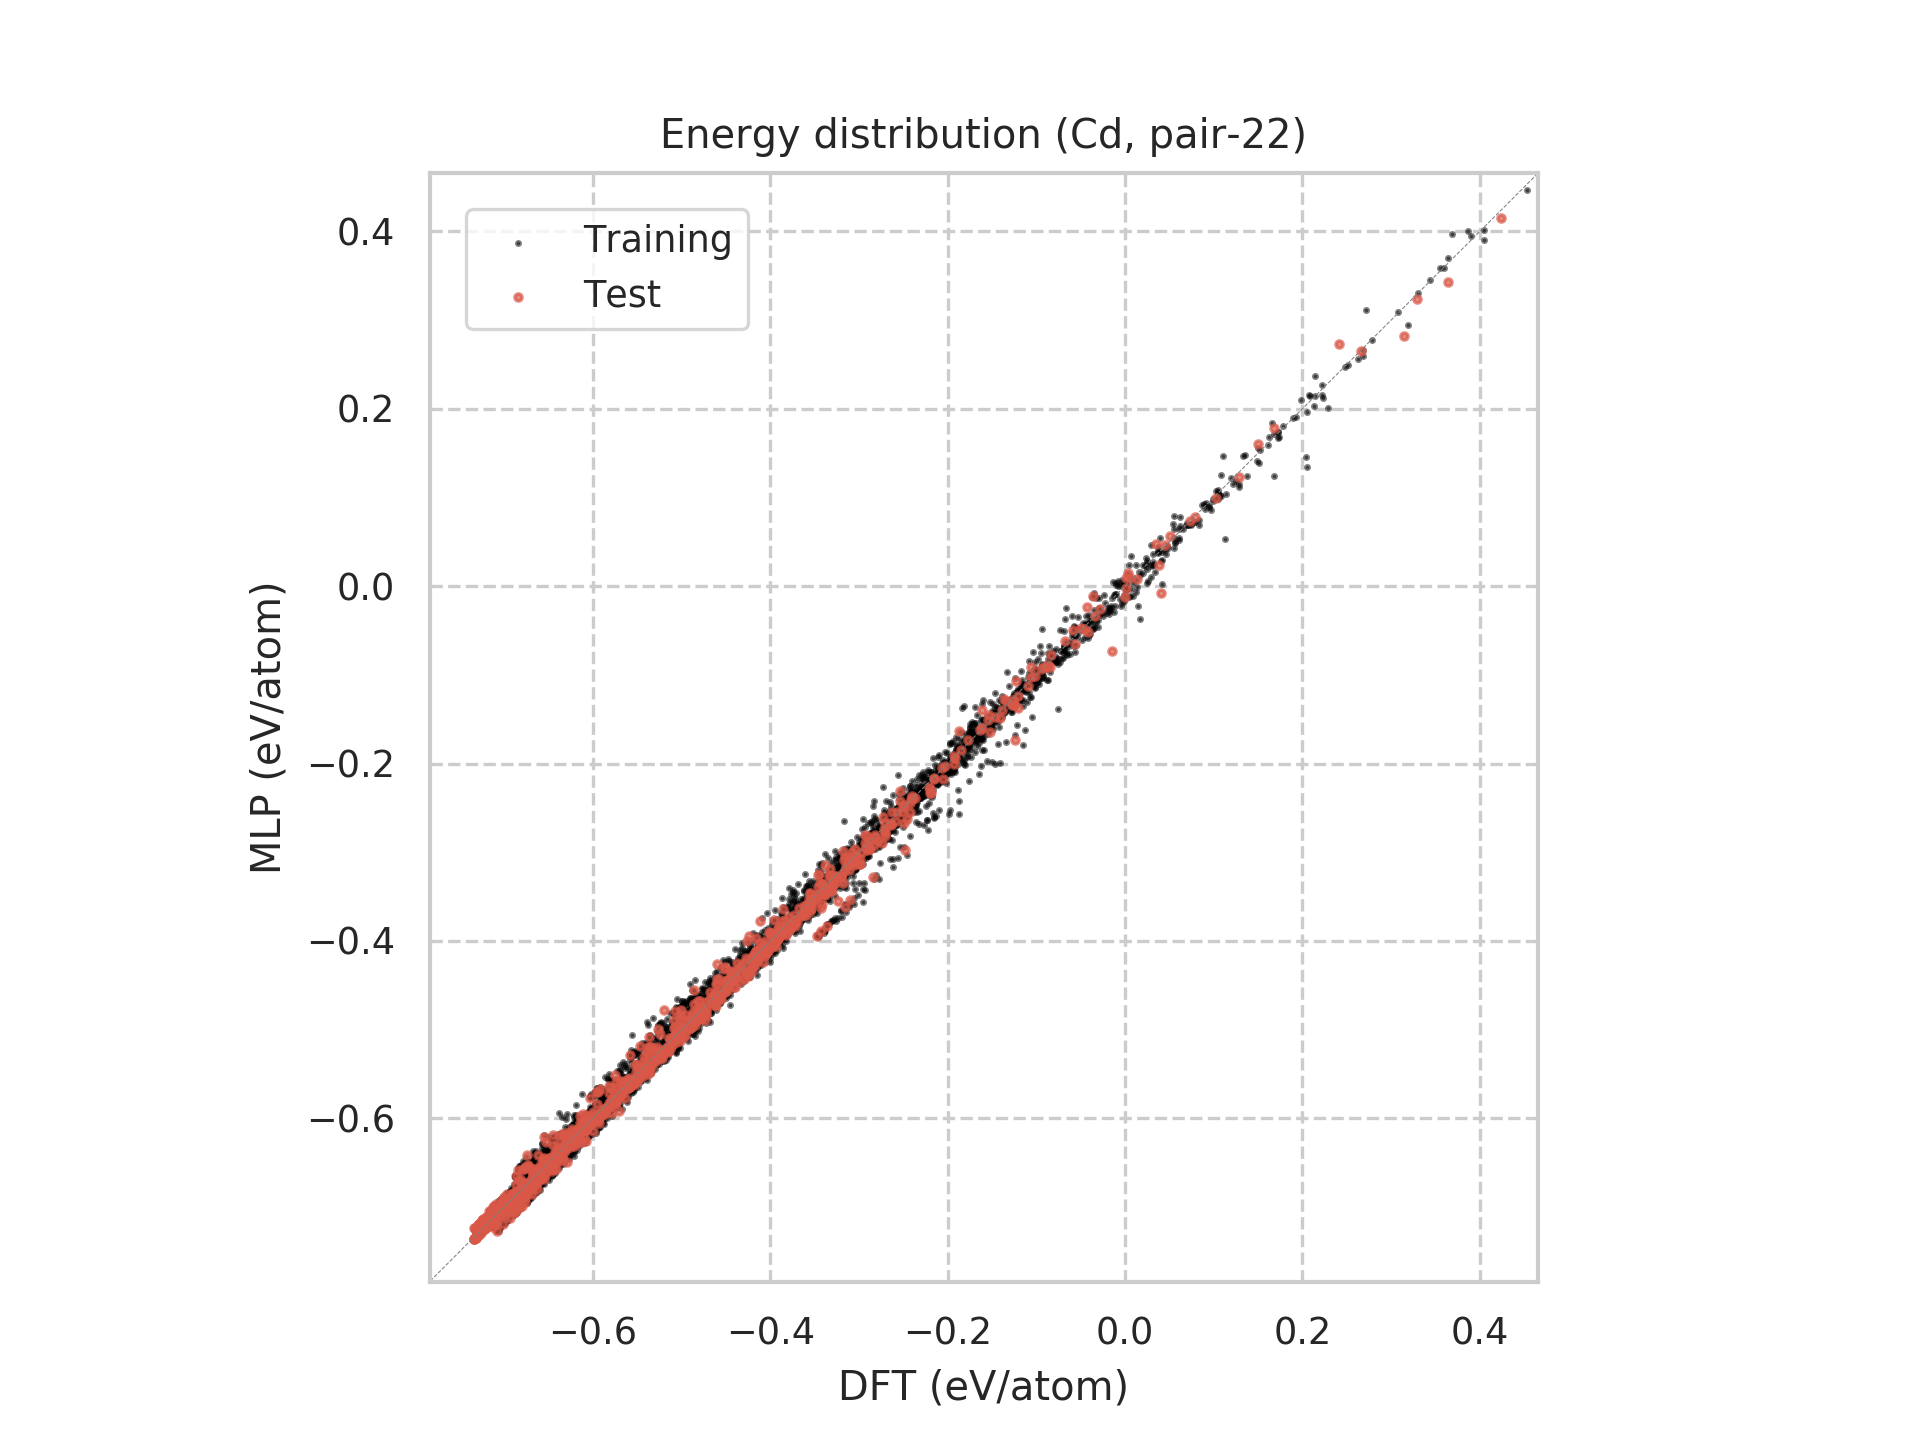 Energy distribution (Cd, pair-22)
Training
Test
0.4
0.2
0.0
−0.2
−0.4
−0.6
MLP (eV/atom)
−0.6 −0.4 −0.2 0.0 0.2 0.4
DFT (eV/atom)